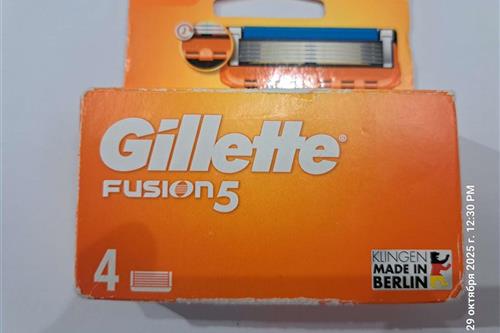 Gillette®
FUSION5
4
KLINGEN
MADE IN
BERLIN
29 октября 2025 г. 12:30 PM